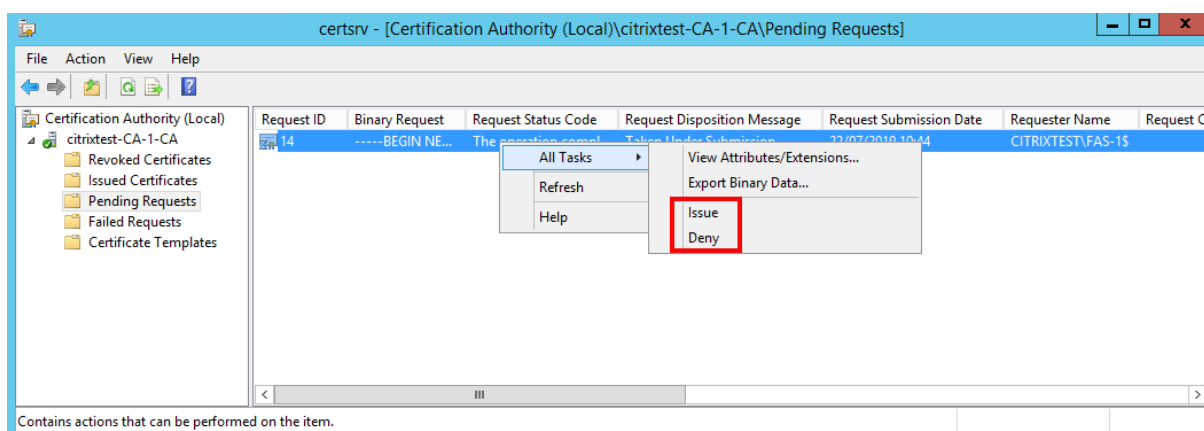 certsrv - [Certification Authority (Local)\citrixtest-CA-1-CA\Pending Requests]
File Action View Help
Certification Authority (Local)
citrixtest-CA-1-CA
Revoked Certificates
Issued Certificates
Pending Requests
Failed Requests
Certificate Templates
Request ID Binary Request Request Status Code Request Disposition Message Request Submission Date Requester Name Request C
14 -----BEGIN NE... The operation compl... Taken Under Submission 22/07/2019 10:44 CITRIXTEST\FAS-1$
All Tasks
Refresh
Help
View Attributes/Extensions...
Export Binary Data...
Issue
Deny
Contains actions that can be performed on the item.